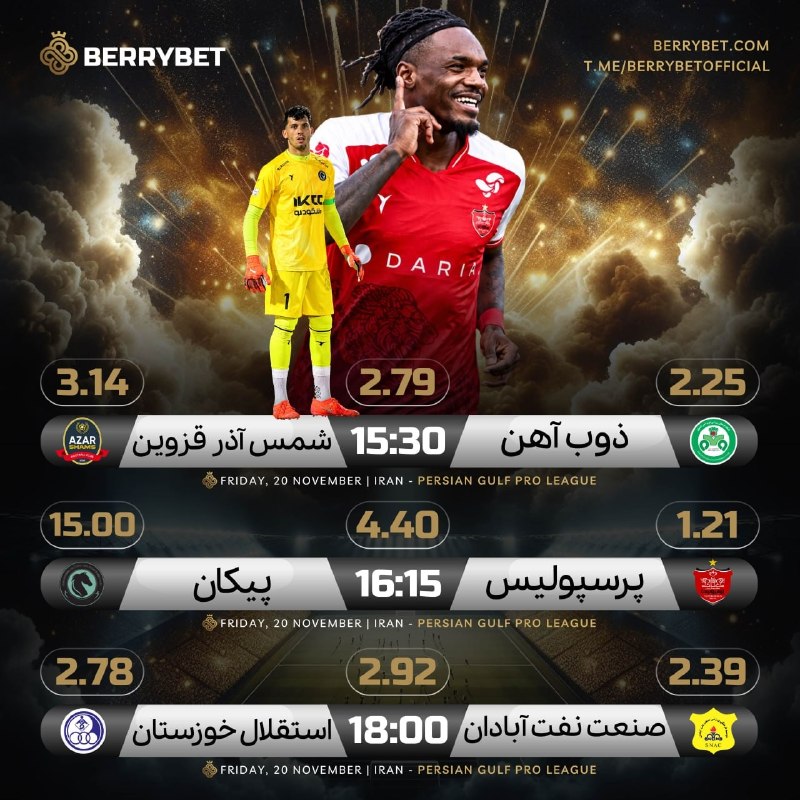 BERRYBET
BERRYBET.COM
T.ME/BERRYBETOFFICIAL
DARIA
1
3.14 2.79 2.25
AZAR
SHAMS
شمس آذر قزوین 15:30 ذوب آهن
FRIDAY, 20 NOVEMBER | IRAN - PERSIAN GULF PRO LEAGUE
15.00 4.40 1.21
پیکان 16:15 پرسپولیس
FRIDAY, 20 NOVEMBER | IRAN - PERSIAN GULF PRO LEAGUE
2.78 2.92 2.39
استقلال خوزستان 18:00 صنعت نفت آبادان
FRIDAY, 20 NOVEMBER | IRAN - PERSIAN GULF PRO LEAGUE